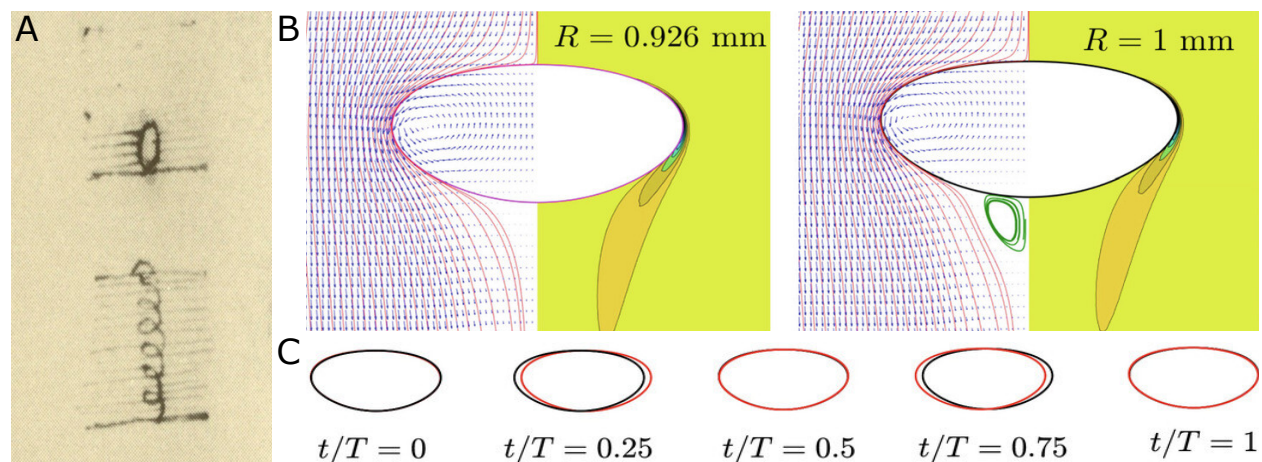 A
B
R = 0.926 mm
R = 1 mm
C
t/T = 0
t/T = 0.25
t/T = 0.5
t/T = 0.75
t/T = 1